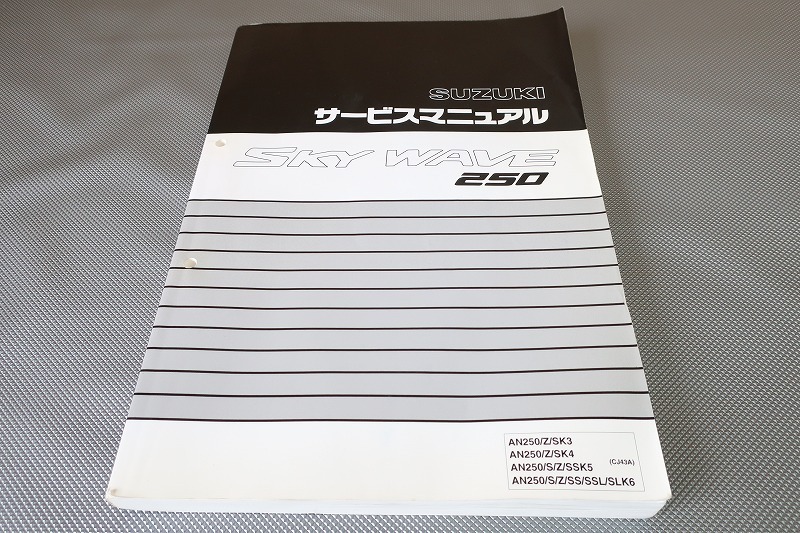 SUZUKI
サービスマニュアル
SKY WAVE
250
AN250/Z/SK3
AN250/Z/SK4
AN250/S/Z/SSK5 (CJ43A)
AN250/S/Z/SS/SSL/SLK6